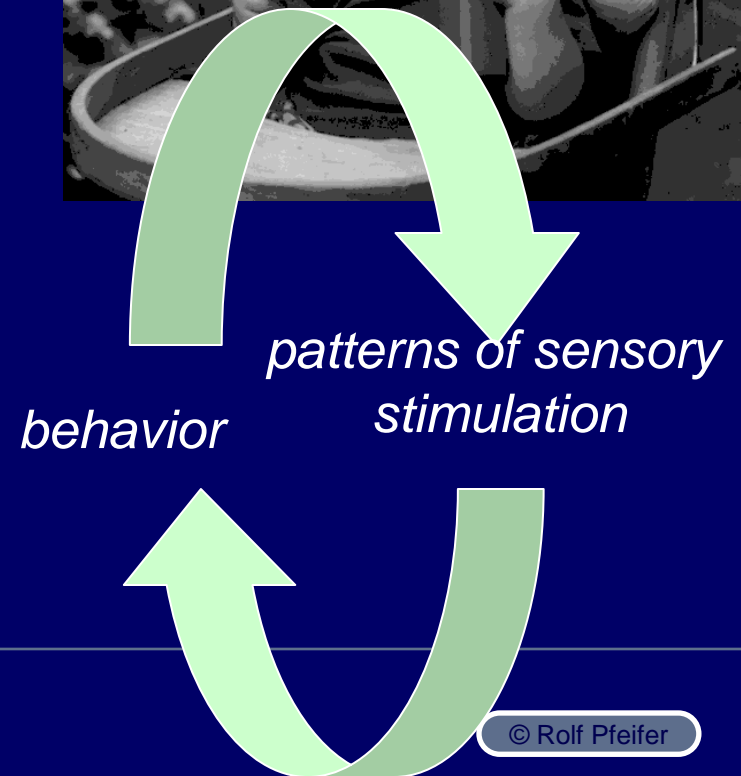 patterns of sensory
stimulation
behavior
© Rolf Pfeifer